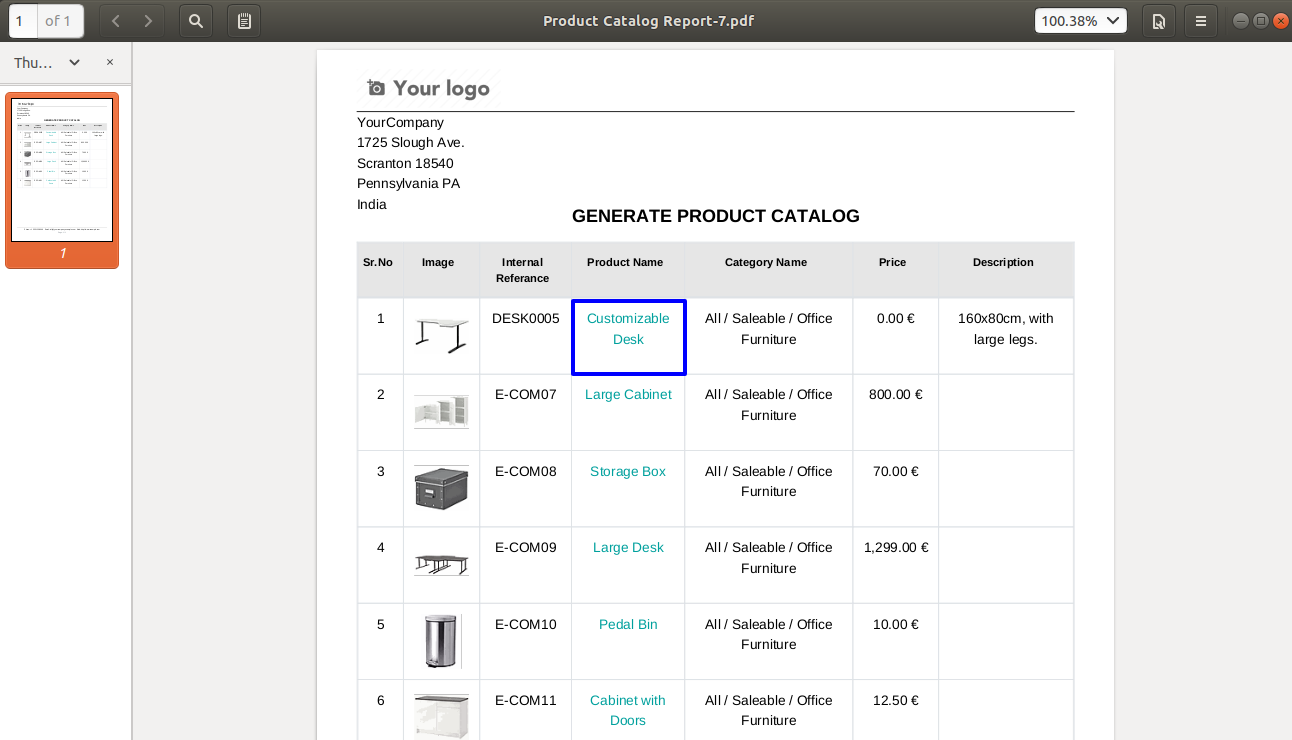 1 of 1
Product Catalog Report-7.pdf
100.38%
Thu...
1
Your logo
YourCompany
1725 Slough Ave.
Scranton 18540
Pennsylvania PA
India
GENERATE PRODUCT CATALOG
Sr.No Image Internal Referance Product Name Category Name Price Description
1 DESK0005 Customizable Desk All / Saleable / Office Furniture 0.00 € 160x80cm, with large legs.
2 E-COM07 Large Cabinet All / Saleable / Office Furniture 800.00 €
3 E-COM08 Storage Box All / Saleable / Office Furniture 70.00 €
4 E-COM09 Large Desk All / Saleable / Office Furniture 1,299.00 €
5 E-COM10 Pedal Bin All / Saleable / Office Furniture 10.00 €
6 E-COM11 Cabinet with Doors All / Saleable / Office Furniture 12.50 €